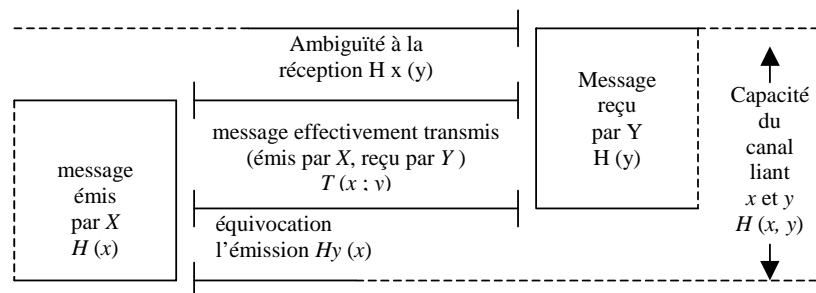 Ambiguïté à la
réception H x (y)
Message
reçu
par Y
H (y)
Capacité
du
canal
liant
x et y
H (x, y)
message effectivement transmis
(émis par X, reçu par Y )
T (x ; y)
message
émis
par X
H (x)
équivocation
l’émission Hy (x)